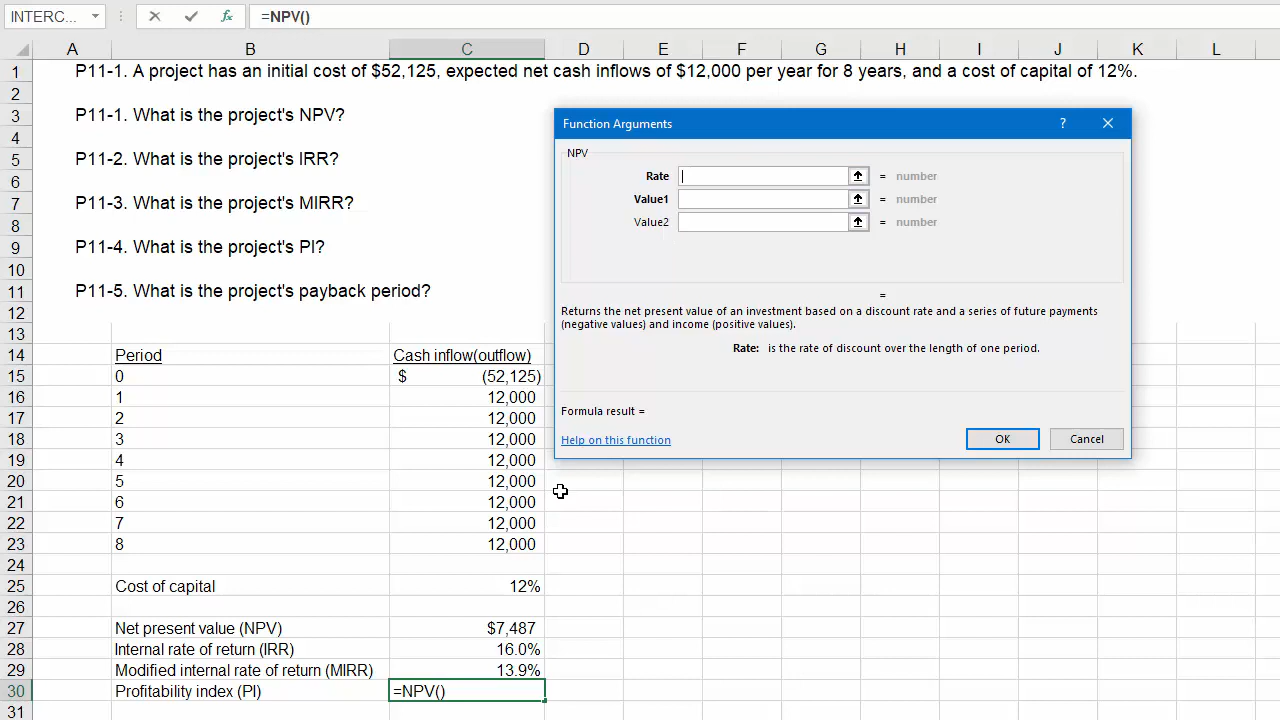 INTERC... =NPV()
A B C D E F G H I J K L
1 P11-1. A project has an initial cost of $52,125, expected net cash inflows of $12,000 per year for 8 years, and a cost of capital of 12%.
2
3 P11-1. What is the project's NPV?
4
5 P11-2. What is the project's IRR?
6
7 P11-3. What is the project's MIRR?
8
9 P11-4. What is the project's PI?
10
11 P11-5. What is the project's payback period?
12
13
14 Period Cash inflow(outflow)
15 0 $ (52,125)
16 1 12,000
17 2 12,000
18 3 12,000
19 4 12,000
20 5 12,000
21 6 12,000
22 7 12,000
23 8 12,000
24
25 Cost of capital 12%
26
27 Net present value (NPV) $7,487
28 Internal rate of return (IRR) 16.0%
29 Modified internal rate of return (MIRR) 13.9%
30 Profitability index (PI) =NPV()
31
Function Arguments ?
NPV
Rate = number
Value1 = number
Value2 = number
=
Returns the net present value of an investment based on a discount rate and a series of future payments
(negative values) and income (positive values).
Rate: is the rate of discount over the length of one period.
Formula result =
Help on this function OK Cancel